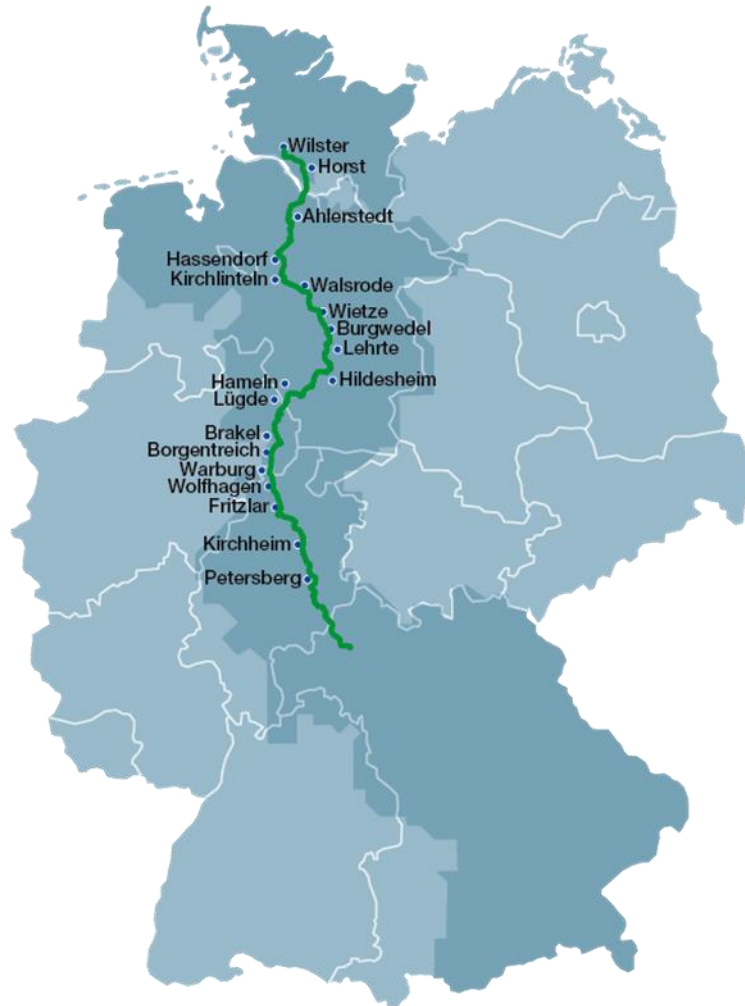 Wilster
Horst
Ahlerstedt
Hassendorf
Kirchlinteln
Walsrode
Wietze
Burgwedel
Lehrte
Hameln
Hildesheim
Lügde
Brakel
Borgentreich
Warburg
Wolfhagen
Fritzlar
Kirchheim
Petersberg